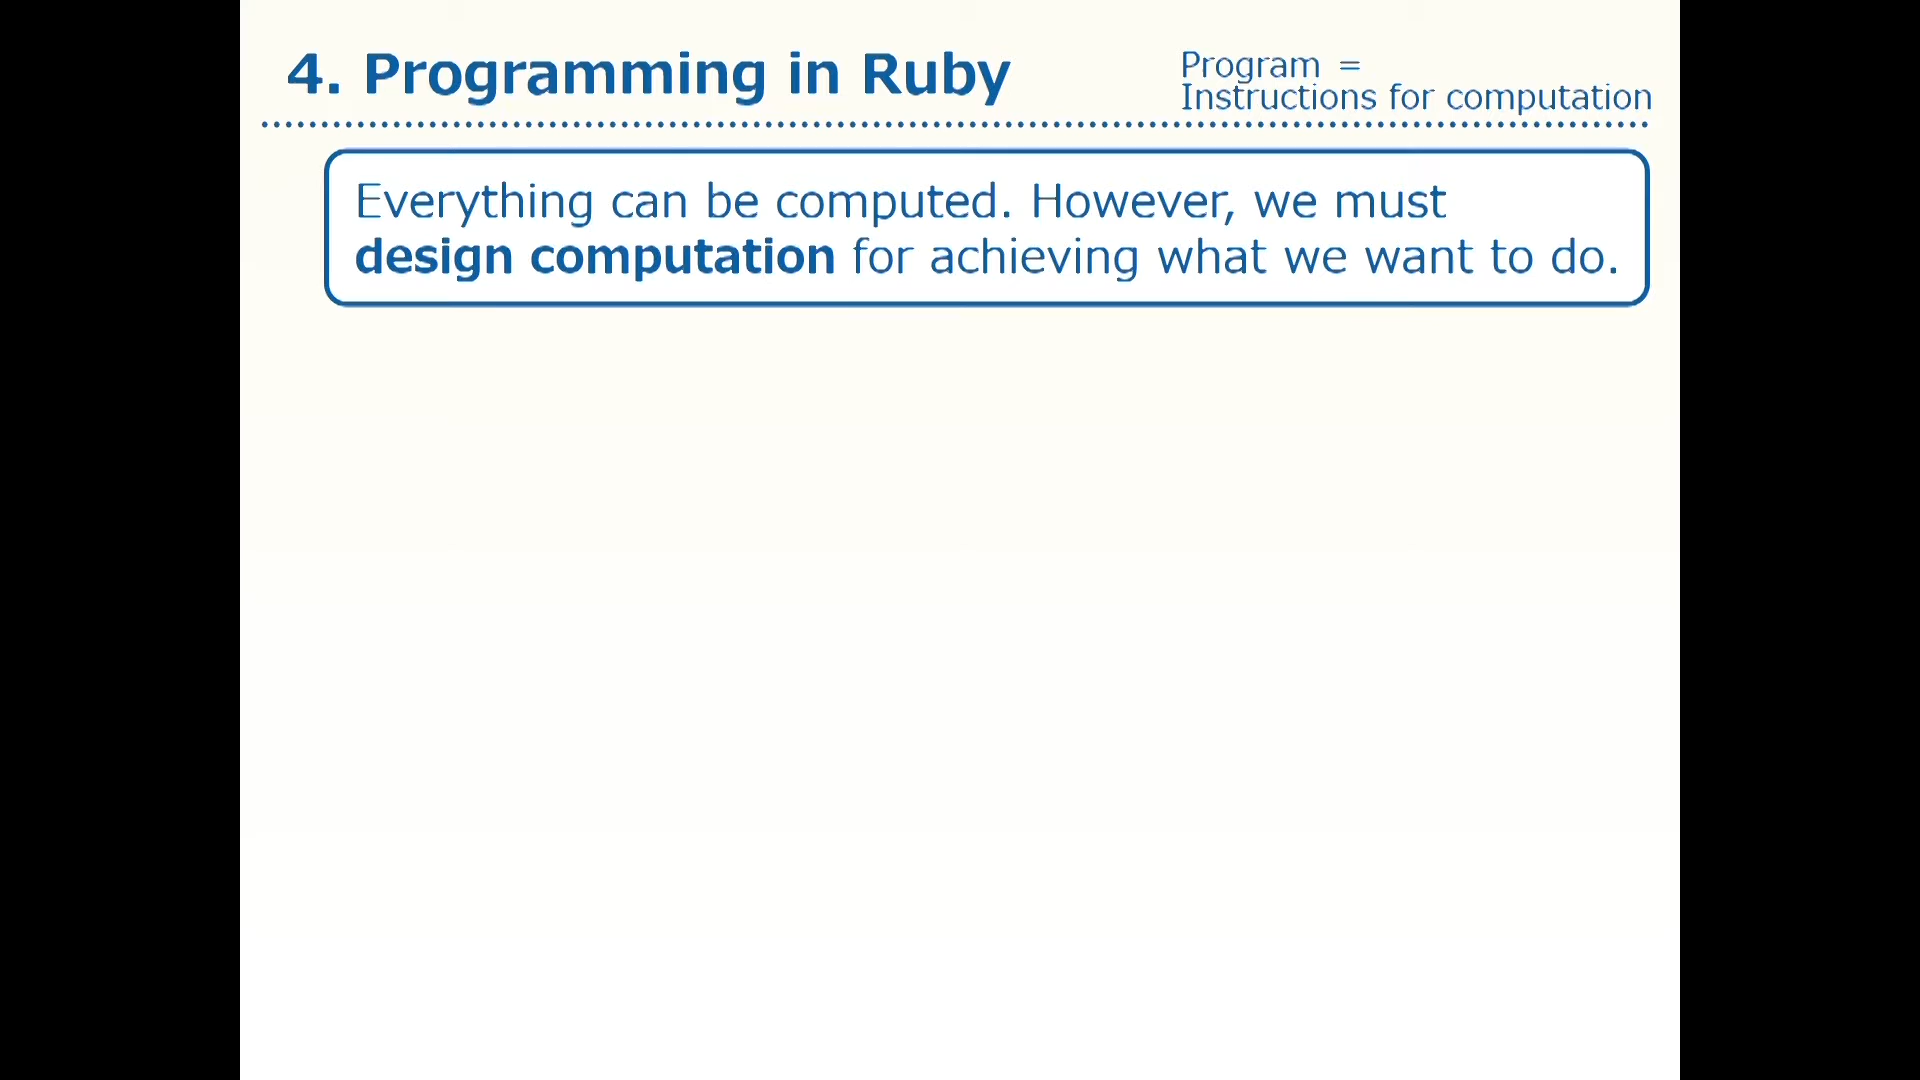 4. Programming in Ruby
Program =
Instructions for computation
Everything can be computed. However, we must
design computation for achieving what we want to do.